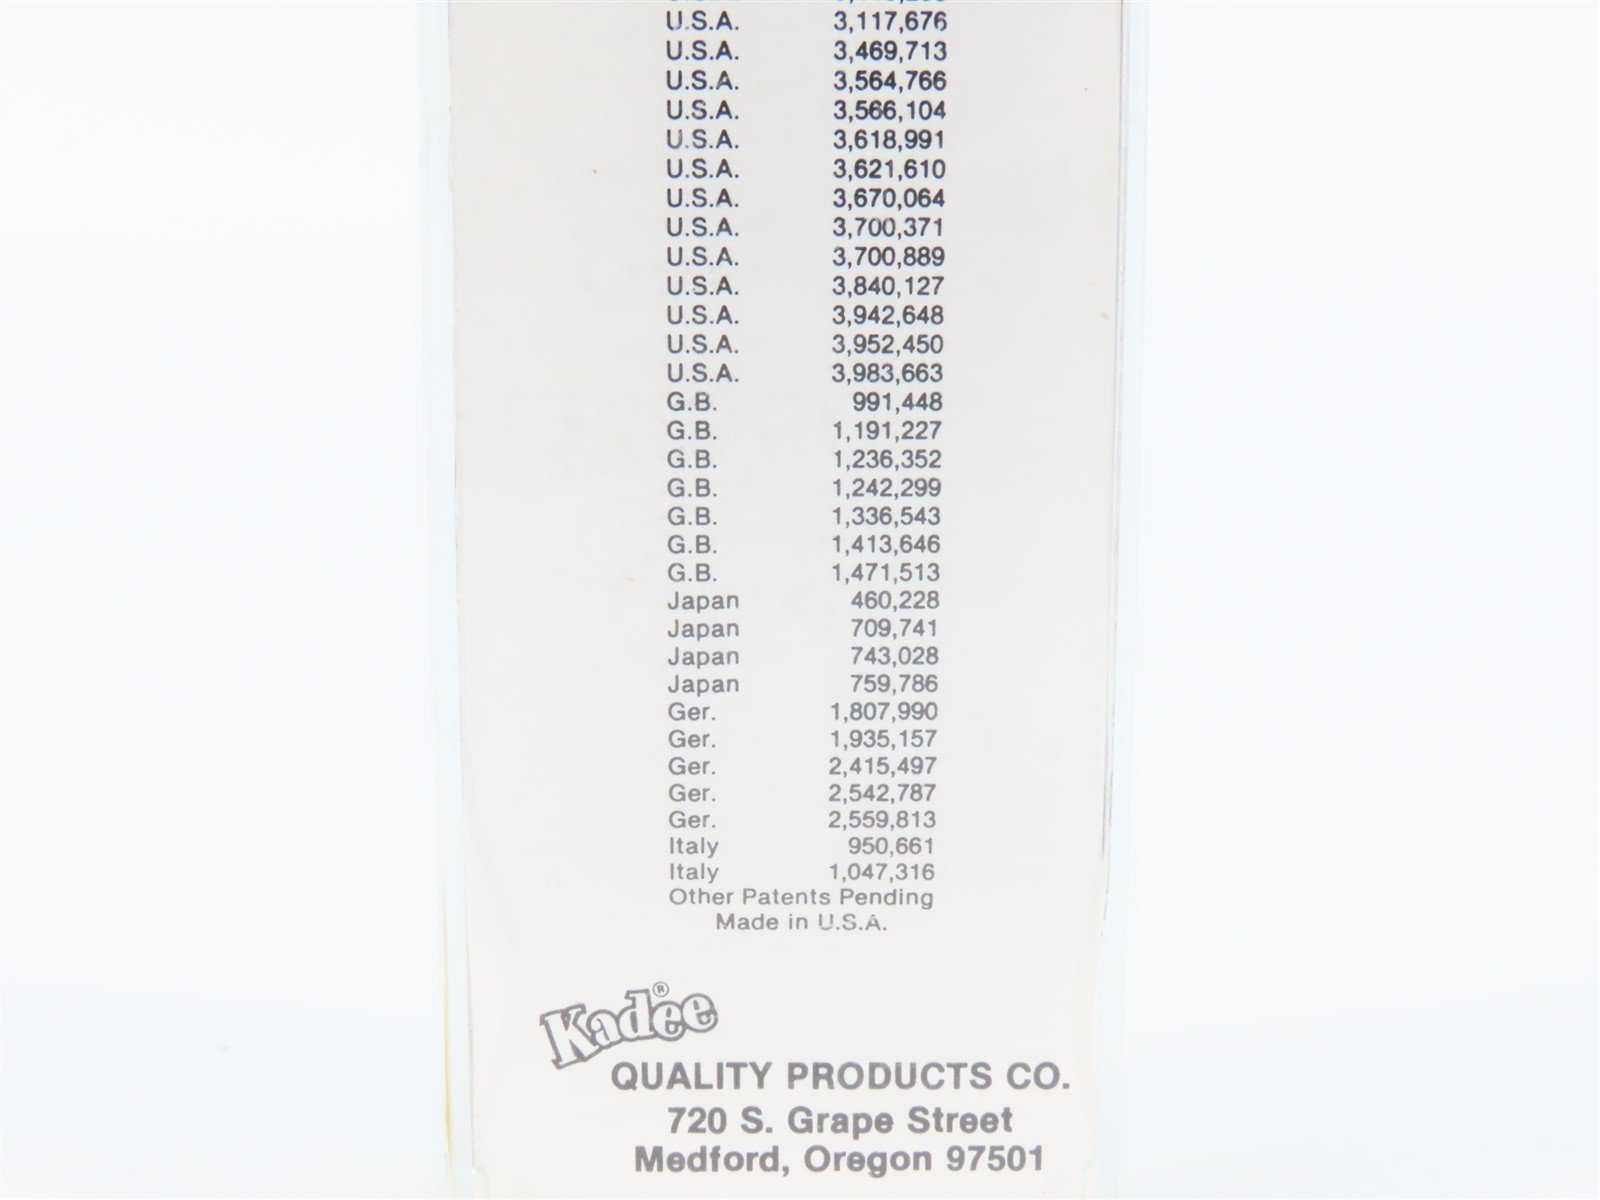 U.S.A. 3,117,676
U.S.A. 3,469,713
U.S.A. 3,564,766
U.S.A. 3,566,104
U.S.A. 3,618,991
U.S.A. 3,621,610
U.S.A. 3,670,064
U.S.A. 3,700,371
U.S.A. 3,700,889
U.S.A. 3,840,127
U.S.A. 3,942,648
U.S.A. 3,952,450
U.S.A. 3,983,663
G.B. 991,448
G.B. 1,191,227
G.B. 1,236,352
G.B. 1,242,299
G.B. 1,336,543
G.B. 1,413,646
G.B. 1,471,513
Japan 460,228
Japan 709,741
Japan 743,028
Japan 759,786
Ger. 1,807,990
Ger. 1,935,157
Ger. 2,415,497
Ger. 2,542,787
Ger. 2,559,813
Italy 950,661
Italy 1,047,316
Other Patents Pending
Made in U.S.A.
Kadee®
QUALITY PRODUCTS CO.
720 S. Grape Street
Medford, Oregon 97501